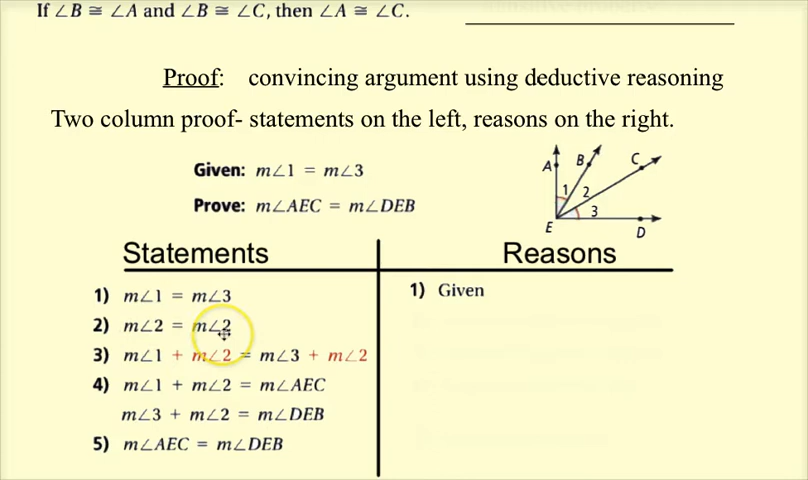 If ∠B ≅ ∠A and ∠B ≅ ∠C, then ∠A ≅ ∠C.
Proof: convincing argument using deductive reasoning
Two column proof- statements on the left, reasons on the right.
Given: m∠1 = m∠3
Prove: m∠AEC = m∠DEB
A B C
1 2
3
E D
Statements Reasons
1) m∠1 = m∠3 1) Given
2) m∠2 = m∠2
3) m∠1 + m∠2 = m∠3 + m∠2
4) m∠1 + m∠2 = m∠AEC
m∠3 + m∠2 = m∠DEB
5) m∠AEC = m∠DEB